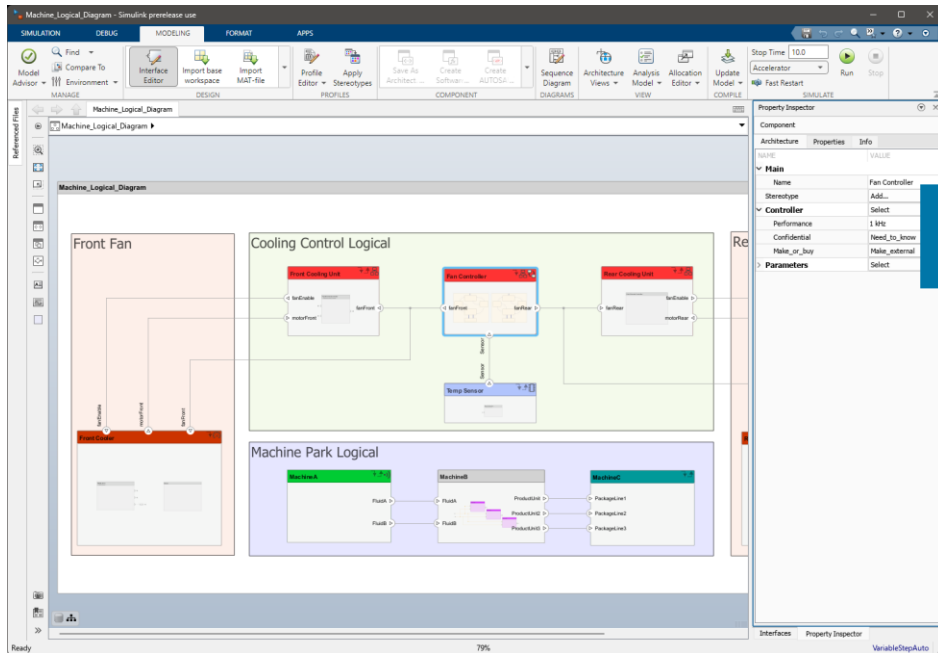 Machine_Logical_Diagram - Simulink prerelease use
SIMULATION DEBUG MODELING FORMAT APPS
Model Advisor
Find
Compare To
Environment
MANAGE
Interface Editor
Import base workspace
Import MAT-file
DESIGN
Profile Editor
Apply Stereotypes
PROFILES
Save As Architect ...
Create Softwar...
Create AUTOSA...
COMPONENT
Sequence Diagram
DIAGRAMS
Architecture Views
Analysis Model
Allocation Editor
VIEW
Update Model
COMPILE
Stop Time 10.0
Accelerator
Fast Restart
Run
Stop
SIMULATE
Referenced Files
Machine_Logical_Diagram
Machine_Logical_Diagram
Machine_Logical_Diagram
Front Fan
Cooling Control Logical
Re
Front Cooling Unit
fanEnable
motorFront
fanFront
Fan Controller
fanFront
fanRear
Sensor
Sensor
Rear Cooling Unit
fanRear
fanEnable
motorRear
Temp Sensor
fanEnable
motorFront
fanFront
Front Cooler
Machine Park Logical
MachineA
FluidA
FluidB
MachineB
FluidA
FluidB
ProductUnit
ProductUnit2
ProductUnit3
MachineC
PackageLine1
PackageLine2
PackageLine3
Property Inspector
Component
Architecture Properties Info
NAME VALUE
Main
Name Fan Controller
Stereotype Add...
Controller Select
Performance 1 kHz
Confidential Need_to_know
Make_or_buy Make_external
Parameters Select
Interfaces Property Inspector
Ready 79% VariableStepAuto